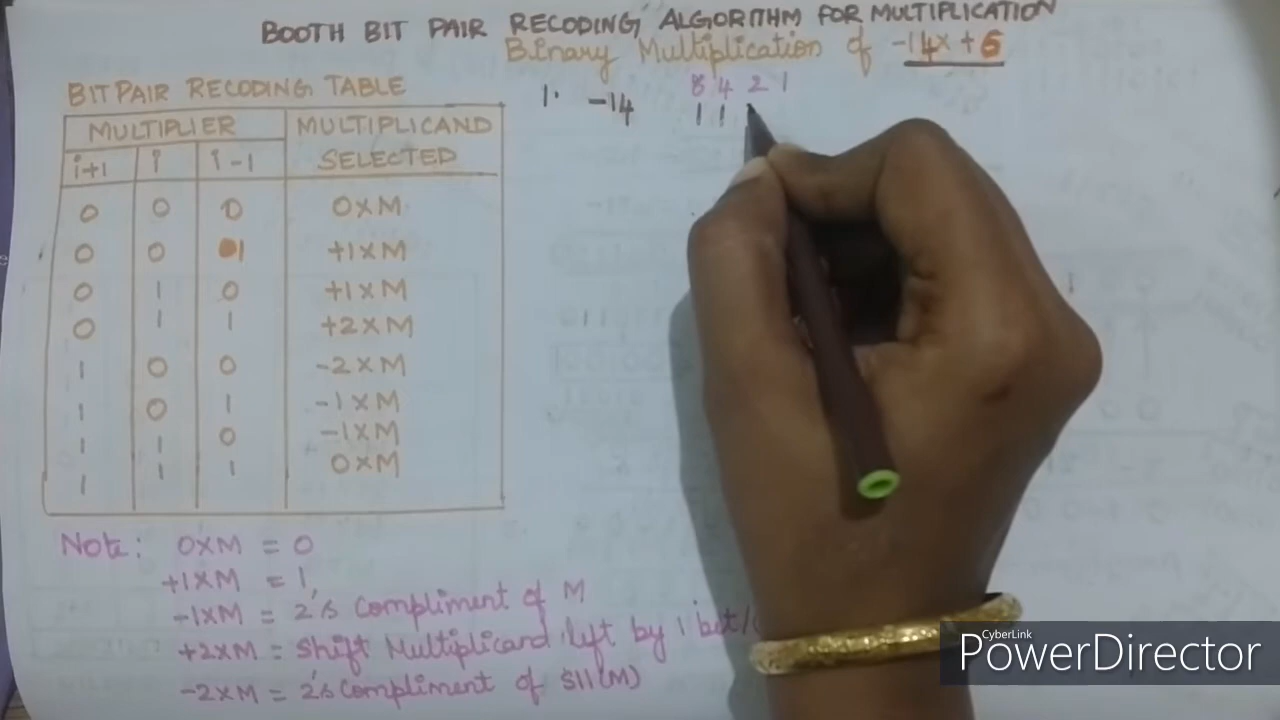 BOOTH BIT PAIR RECODING ALGORITHM FOR MULTIPLICATION
Binary Multiplication of -14x+6
BIT PAIR RECODING TABLE
8 4 2 1
1. -14 1 1
MULTIPLIER MULTIPLICAND SELECTED
i+1 i i-1
0 0 0 0XM
0 0 1 +1XM
0 1 0 +1XM
0 1 1 +2XM
1 0 0 -2XM
1 0 1 -1XM
1 1 0 -1XM
1 1 1 0XM
Note: 0XM = 0
+1XM = 1
-1XM = 2's Compliment of M
+2XM = Shift Multiplicand left by 1 bit/
-2XM = 2's Compliment of Sll(M)
CyberLink
PowerDirector